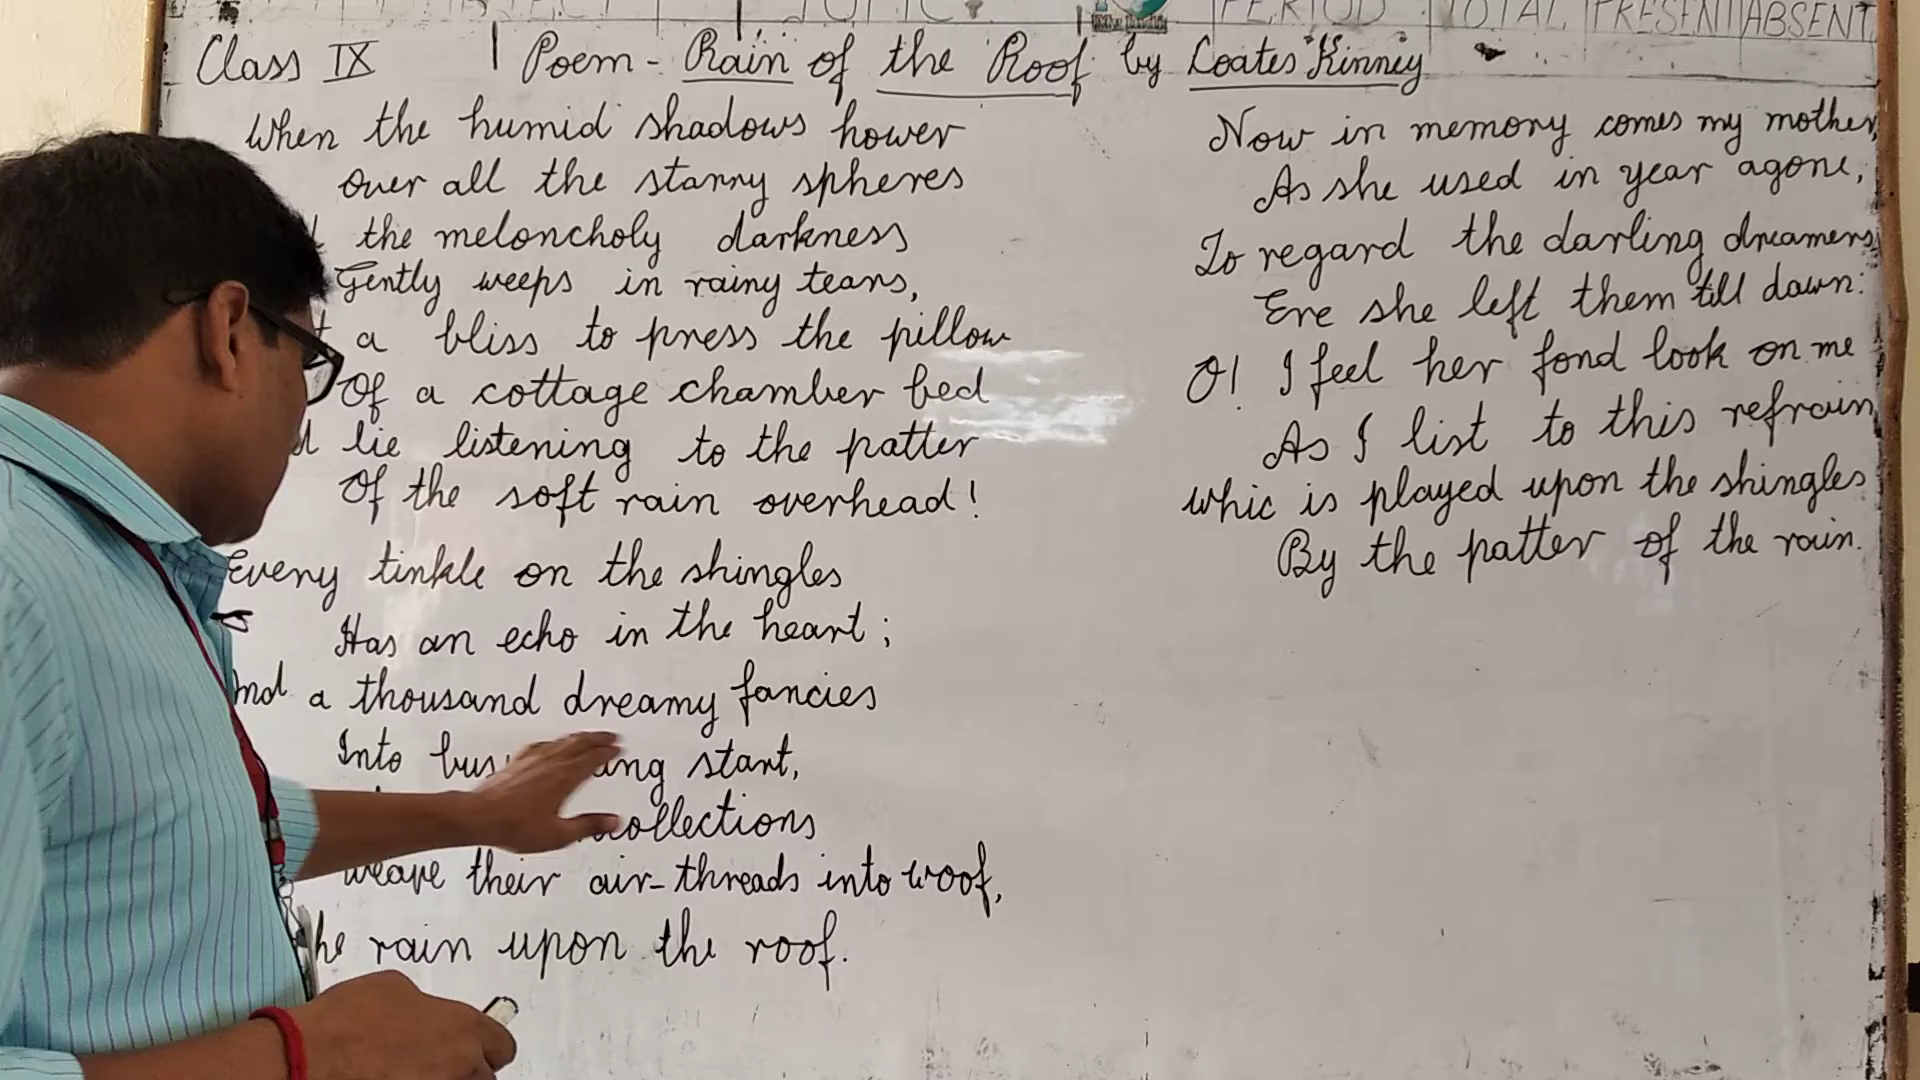 SUBJECT TOPIC PERIOD TOTAL PRESENT ABSENT
Class IX | Poem - Rain of the Roof by Coates Kinney
When the humid shadows hower
over all the starry spheres
the meloncholy darkness
Gently weeps in rainy tears,
a bliss to press the pillow
Of a cottage chamber bed
lie listening to the patter
Of the soft rain overhead!
Every tinkle on the shingles
Has an echo in the heart;
And a thousand dreamy fancies
Into start,
weave their air-threads into woof,
rain upon the roof.
Now in memory comes my mother,
As she used in year agone,
To regard the darling dreamers
Ere she left them till dawn:
O! I feel her fond look on me
As I list to this refrain
whic is played upon the shingles
By the patter of the rain.